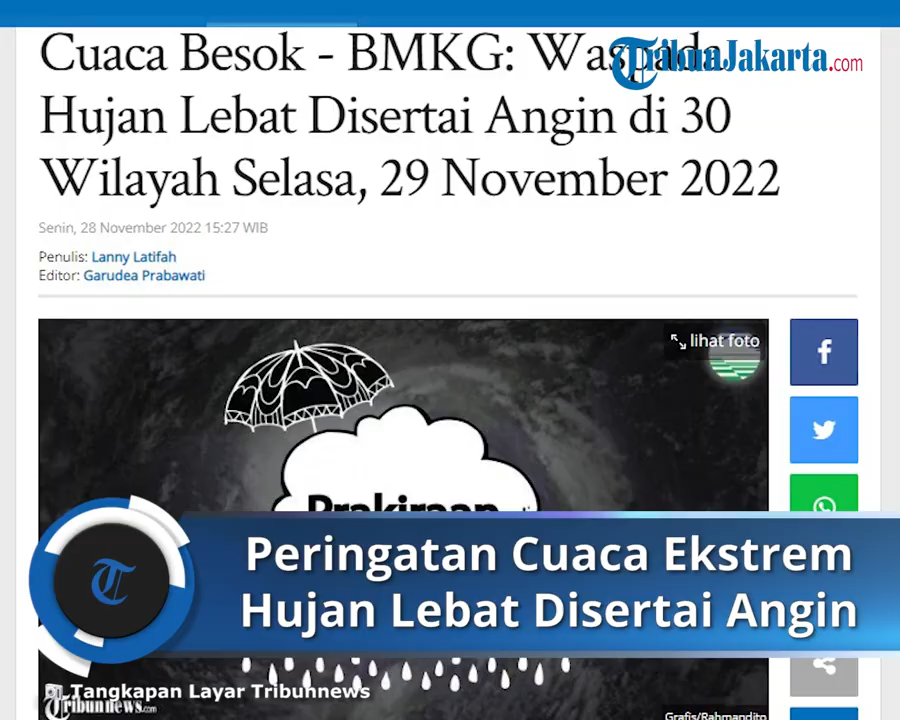 Cuaca Besok - BMKG: Waspada
TribunJakarta.com
Hujan Lebat Disertai Angin di 30
Wilayah Selasa, 29 November 2022
Senin, 28 November 2022 15:27 WIB
Penulis: Lanny Latifah
Editor: Garudea Prabawati
lihat foto
Prakiraan
Peringatan Cuaca Ekstrem
Hujan Lebat Disertai Angin
Tangkapan Layar Tribunnews
Tribunnews.com
Grafis/Rahmandito